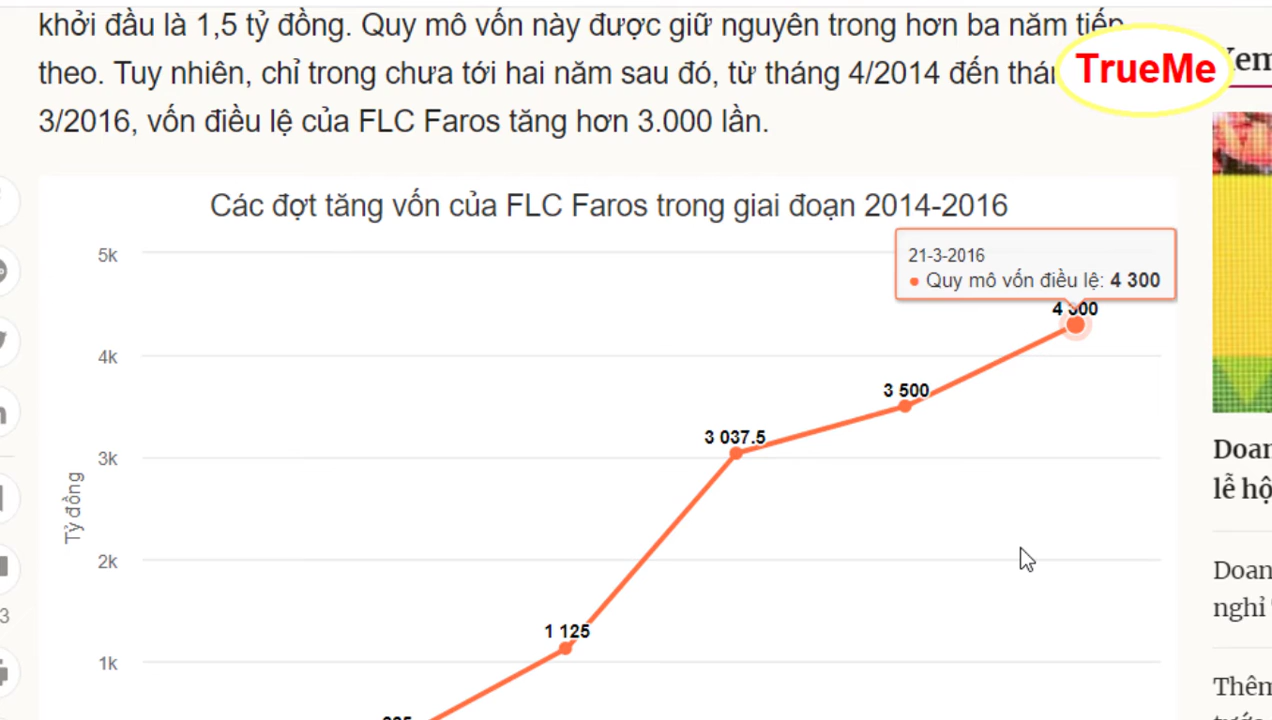 khởi đầu là 1,5 tỷ đồng. Quy mô vốn này được giữ nguyên trong hơn ba năm tiếp
theo. Tuy nhiên, chỉ trong chưa tới hai năm sau đó, từ tháng 4/2014 đến
TrueMe
3/2016, vốn điều lệ của FLC Faros tăng hơn 3.000 lần.
Các đợt tăng vốn của FLC Faros trong giai đoạn 2014-2016
5k
21-3-2016
Quy mô vốn điều lệ: 4 300
4 300
4k
3 500
3 037.5
3k
Tỷ đồng
2k
1 125
1k
3
Doan
lễ hộ
Doan
nghỉ
Thêm